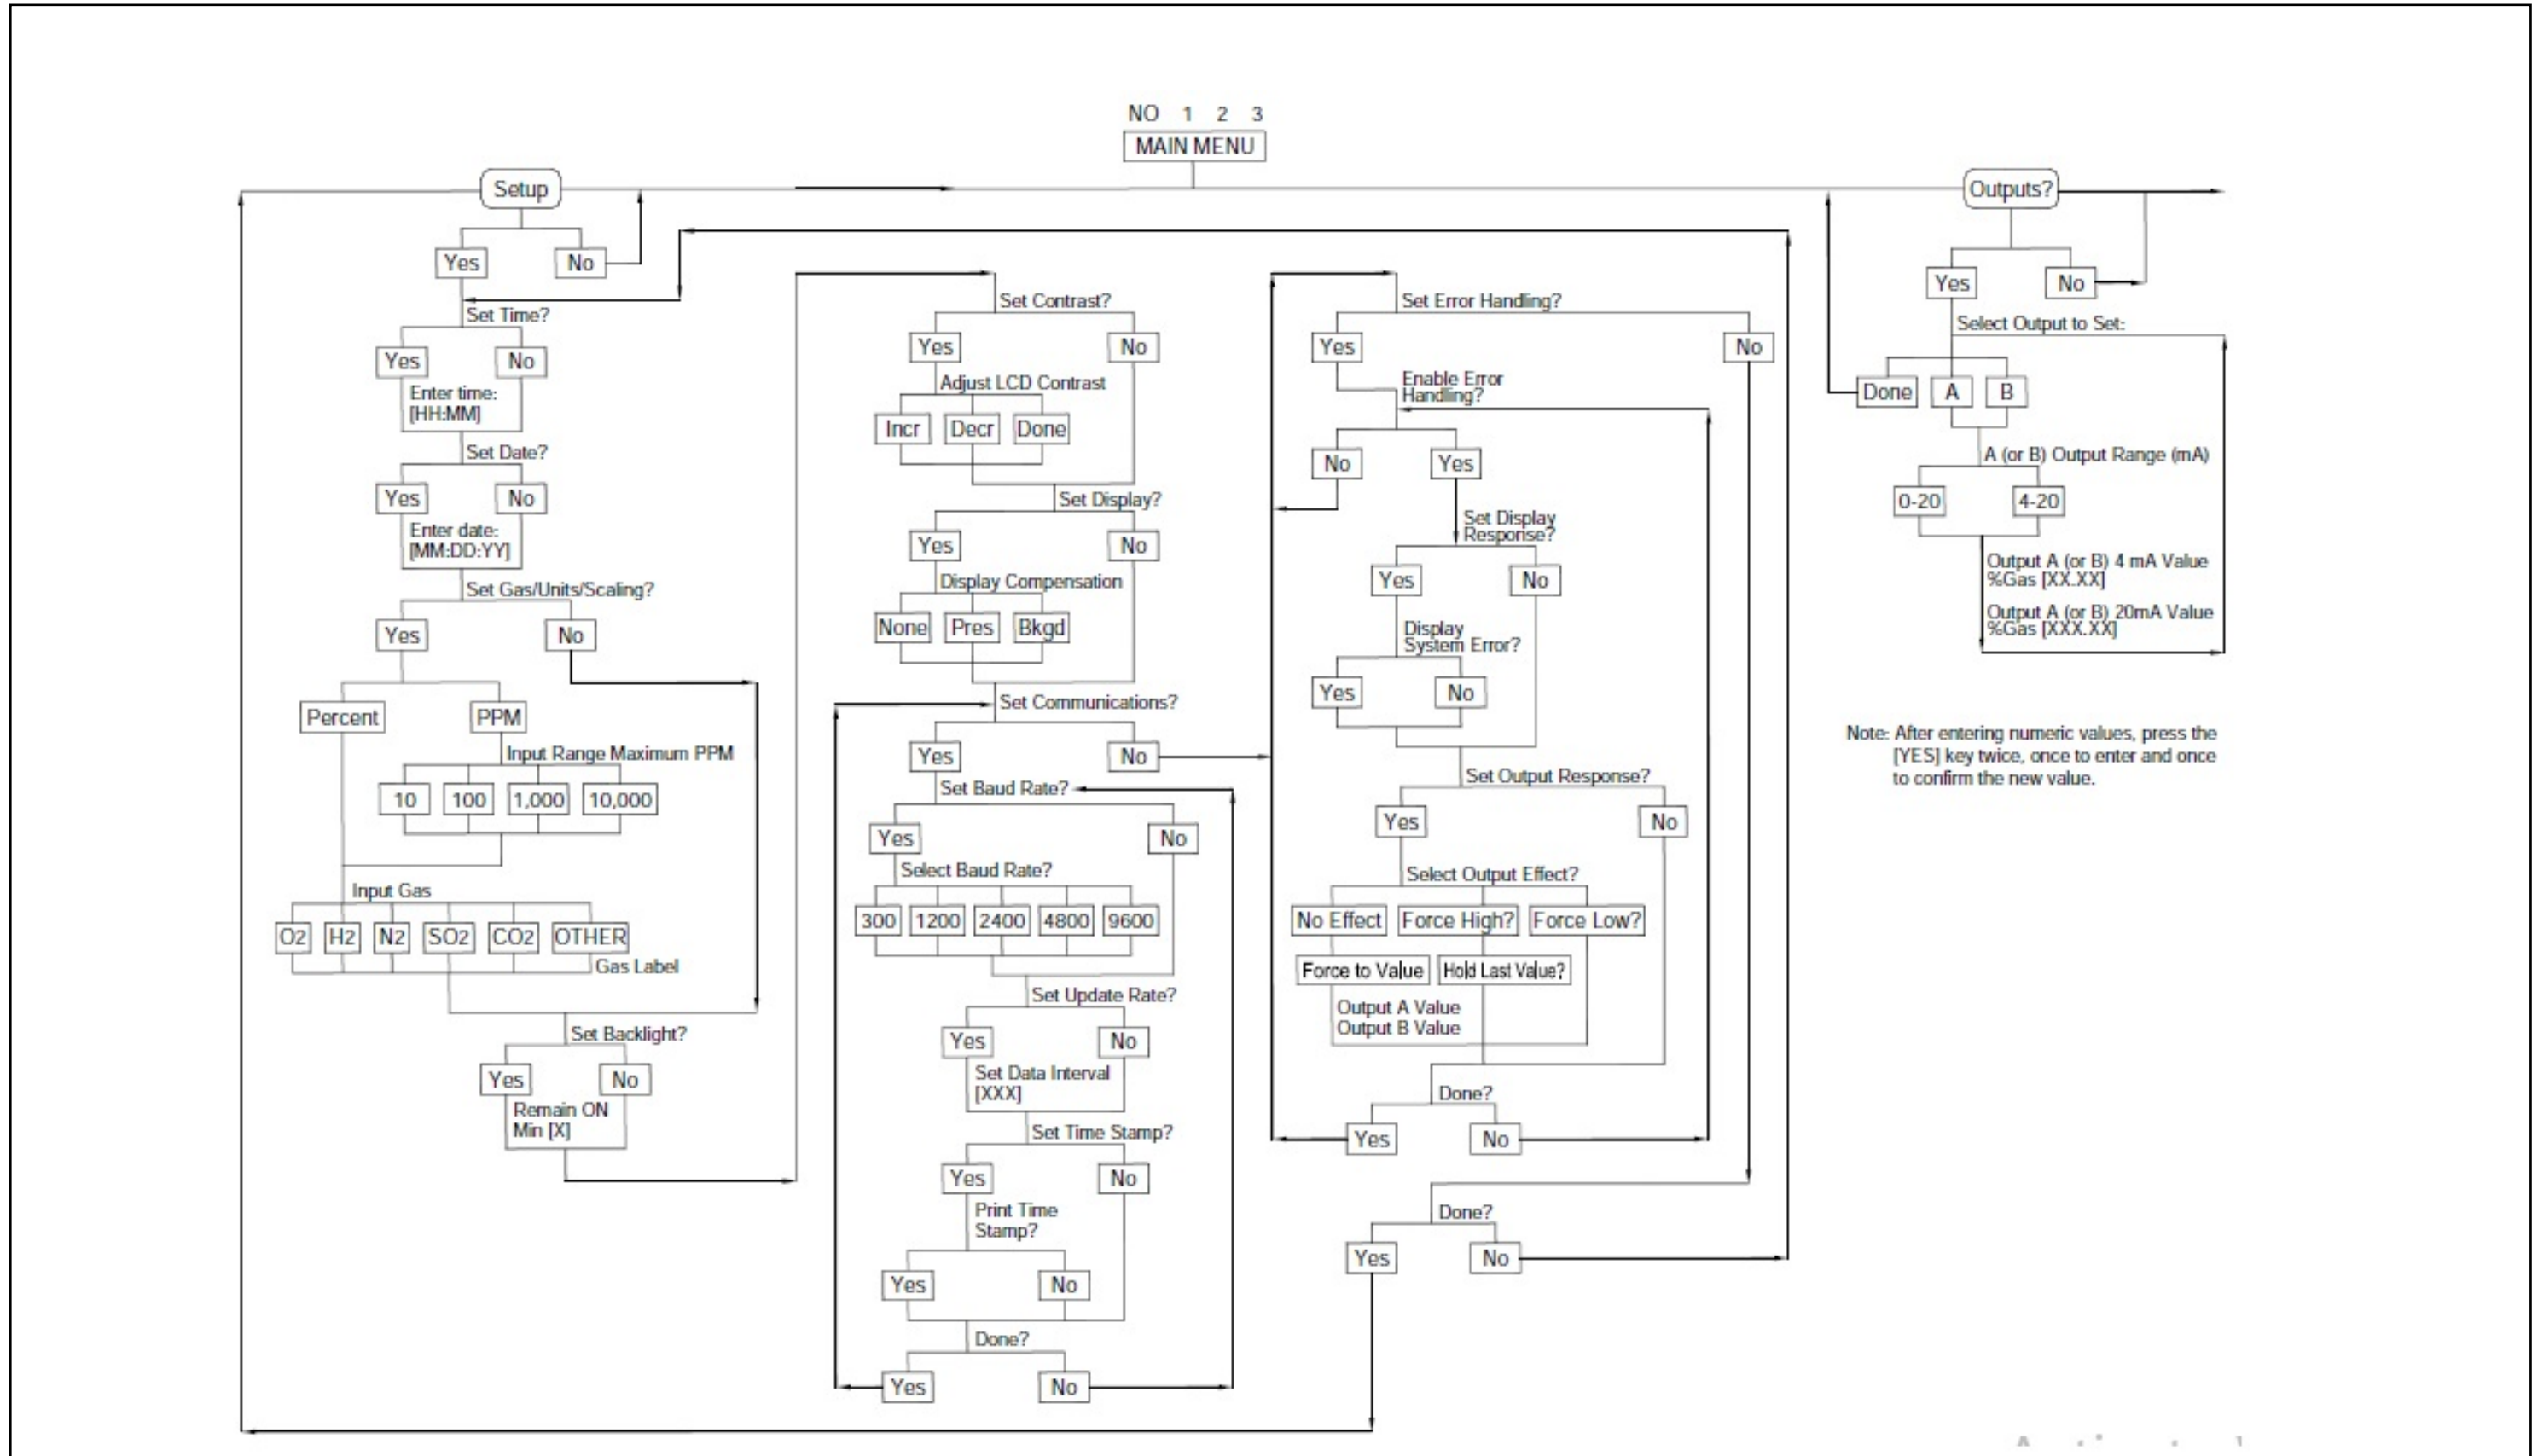 NO 1 2 3
MAIN MENU
Setup
Yes
No
Set Time?
Yes
No
Enter time:
[HH:MM]
Set Date?
Yes
No
Enter date:
[MM:DD:YY]
Set Gas/Units/Scaling?
Yes
No
Percent
PPM
Input Range Maximum PPM
10
100
1,000
10,000
Input Gas
O2
H2
N2
SO2
CO2
OTHER
Gas Label
Set Backlight?
Yes
No
Remain ON
Min [X]
Set Contrast?
Yes
No
Adjust LCD Contrast
Incr
Decr
Done
Set Display?
Yes
No
Display Compensation
None
Pres
Bkgd
Set Communications?
Yes
No
Set Baud Rate?
Yes
No
Select Baud Rate?
300
1200
2400
4800
9600
Set Update Rate?
Yes
No
Set Data Interval
[XXX]
Set Time Stamp?
Yes
No
Print Time
Stamp?
Yes
No
Done?
Yes
No
Set Error Handling?
Yes
No
Enable Error
Handling?
No
Yes
Set Display
Response?
Yes
No
Display
System Error?
Yes
No
Set Output Response?
Yes
No
Select Output Effect?
No Effect
Force High?
Force Low?
Force to Value
Hold Last Value?
Output A Value
Output B Value
Done?
Yes
No
Done?
Yes
No
Outputs?
Yes
No
Select Output to Set:
Done
A
B
A (or B) Output Range (mA)
0-20
4-20
Output A (or B) 4 mA Value
%Gas [XX.XX]
Output A (or B) 20mA Value
%Gas [XXX.XX]
Note: After entering numeric values, press the
[YES] key twice, once to enter and once
to confirm the new value.